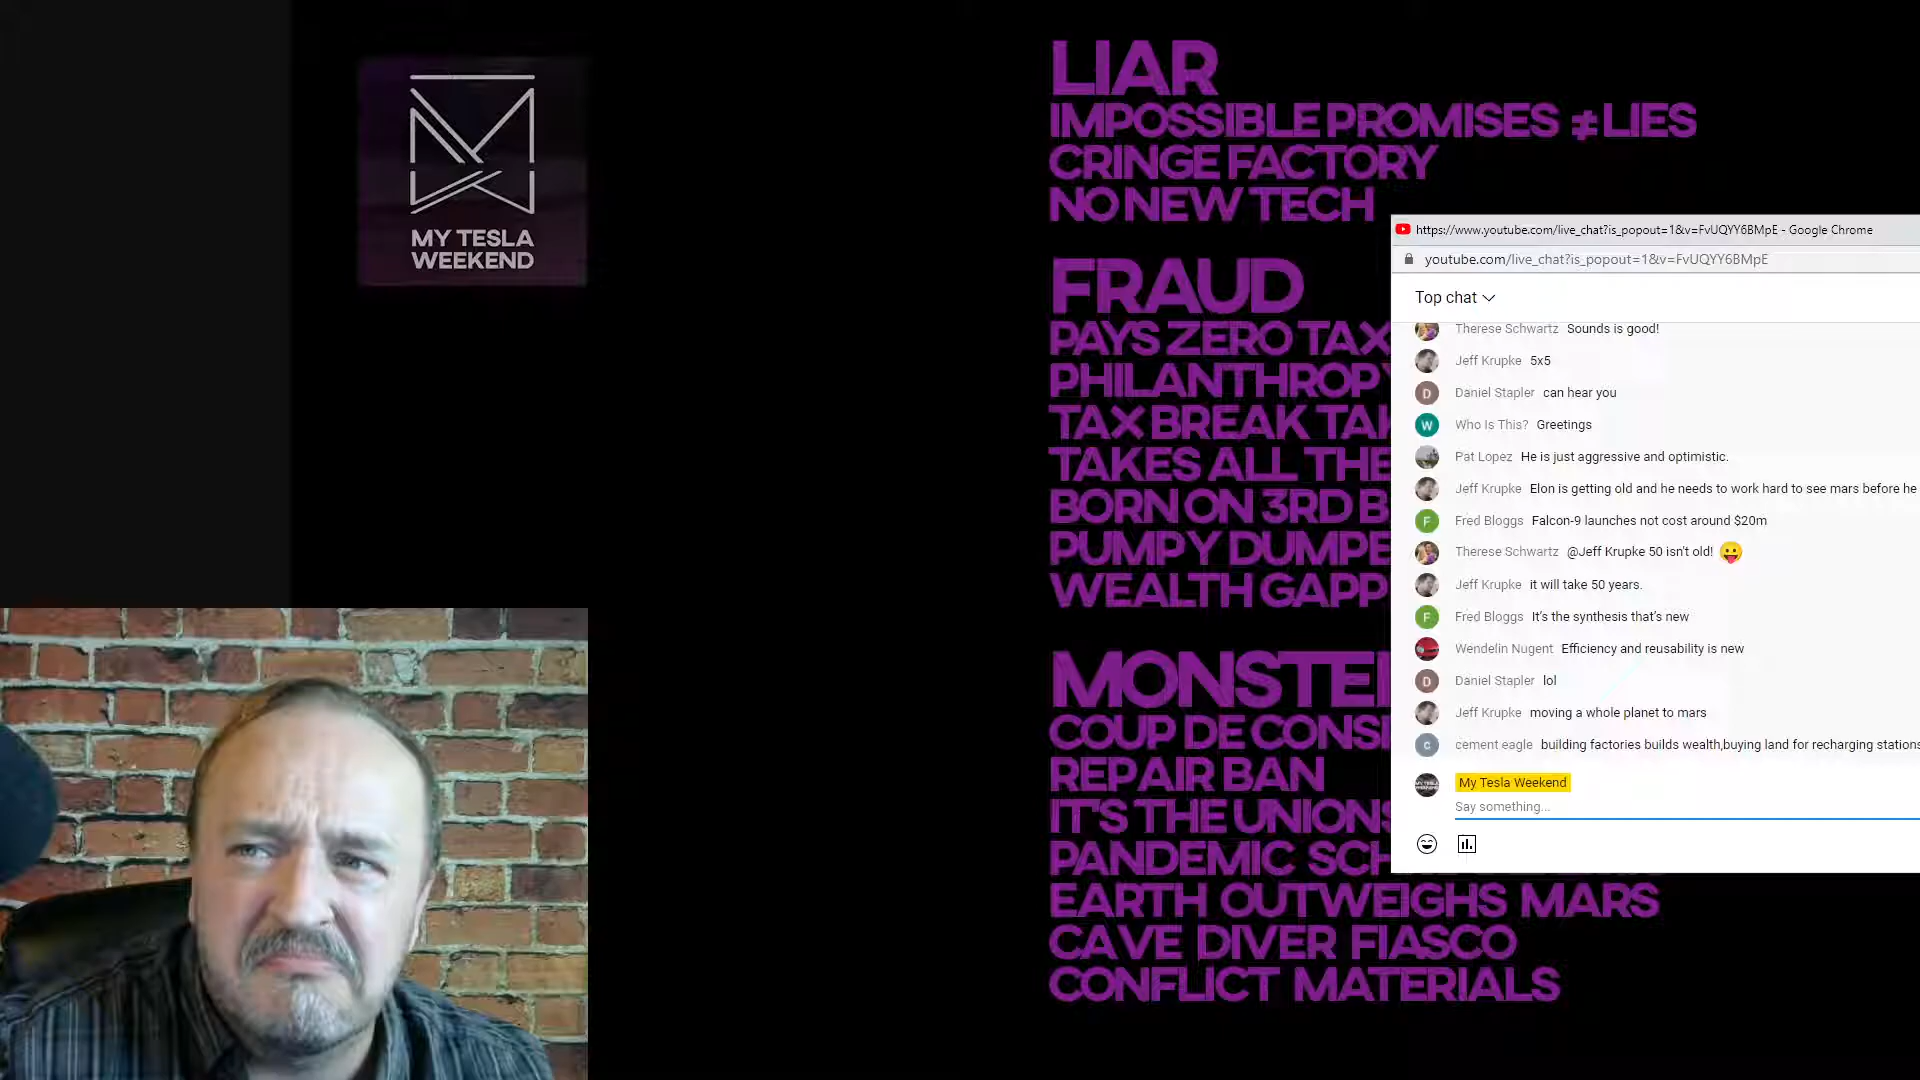 MY TESLA
WEEKEND
LIAR
IMPOSSIBLE PROMISES ≠ LIES
CRINGE FACTORY
NO NEW TECH
FRAUD
PAYS ZERO TAX
PHILANTHROPY
TAX BREAK TAK
TAKES ALL THE
BORN ON 3RD B
PUMPY DUMPE
WEALTH GAPP
MONSTE
COUP DE CONS
REPAIR BAN
IT'S THE UNIONS
PANDEMIC SCH
EARTH OUTWEIGHS MARS
CAVE DIVER FIASCO
CONFLICT MATERIALS
https://www.youtube.com/live_chat?is_popout=1&v=FvUQYY6BMpE - Google Chrome
youtube.com/live_chat?is_popout=1&v=FvUQYY6BMpE
Top chat
Therese Schwartz Sounds is good!
Jeff Krupke 5x5
D Daniel Stapler can hear you
W Who Is This? Greetings
Pat Lopez He is just aggressive and optimistic.
Jeff Krupke Elon is getting old and he needs to work hard to see mars before he
F Fred Bloggs Falcon-9 launches not cost around $20m
Therese Schwartz @Jeff Krupke 50 isn't old! 😛
Jeff Krupke it will take 50 years.
F Fred Bloggs It's the synthesis that's new
Wendelin Nugent Efficiency and reusability is new
D Daniel Stapler lol
Jeff Krupke moving a whole planet to mars
c cement eagle building factories builds wealth,buying land for recharging stations
My Tesla Weekend
Say something...